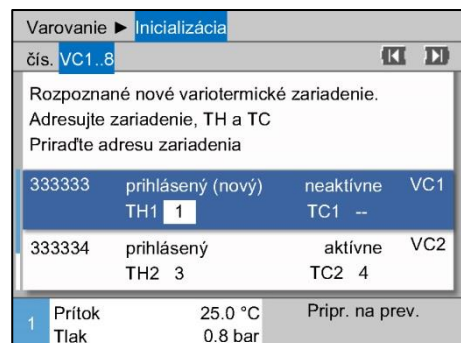 Varovanie ► Inicializácia
čís. VC1..8
Rozpoznané nové variotermické zariadenie.
Adresujte zariadenie, TH a TC
Priraďte adresu zariadenia
333333 prihlásený (nový) neaktívne VC1
TH1 1 TC1 --
333334 prihlásený aktívne VC2
TH2 3 TC2 4
1 Prítok 25.0 °C Pripr. na prev.
Tlak 0.8 bar